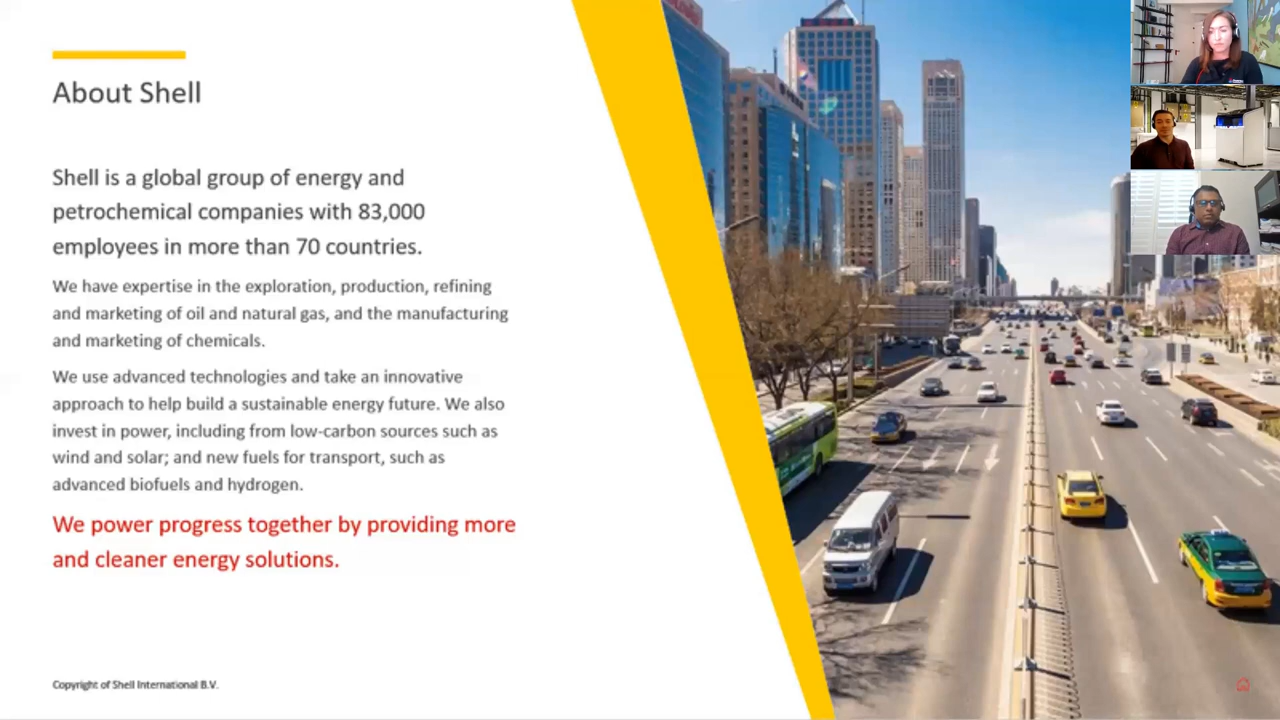 About Shell
Shell is a global group of energy and
petrochemical companies with 83,000
employees in more than 70 countries.
We have expertise in the exploration, production, refining
and marketing of oil and natural gas, and the manufacturing
and marketing of chemicals.
We use advanced technologies and take an innovative
approach to help build a sustainable energy future. We also
invest in power, including from low-carbon sources such as
wind and solar; and new fuels for transport, such as
advanced biofuels and hydrogen.
We power progress together by providing more
and cleaner energy solutions.
Copyright of Shell International B.V.